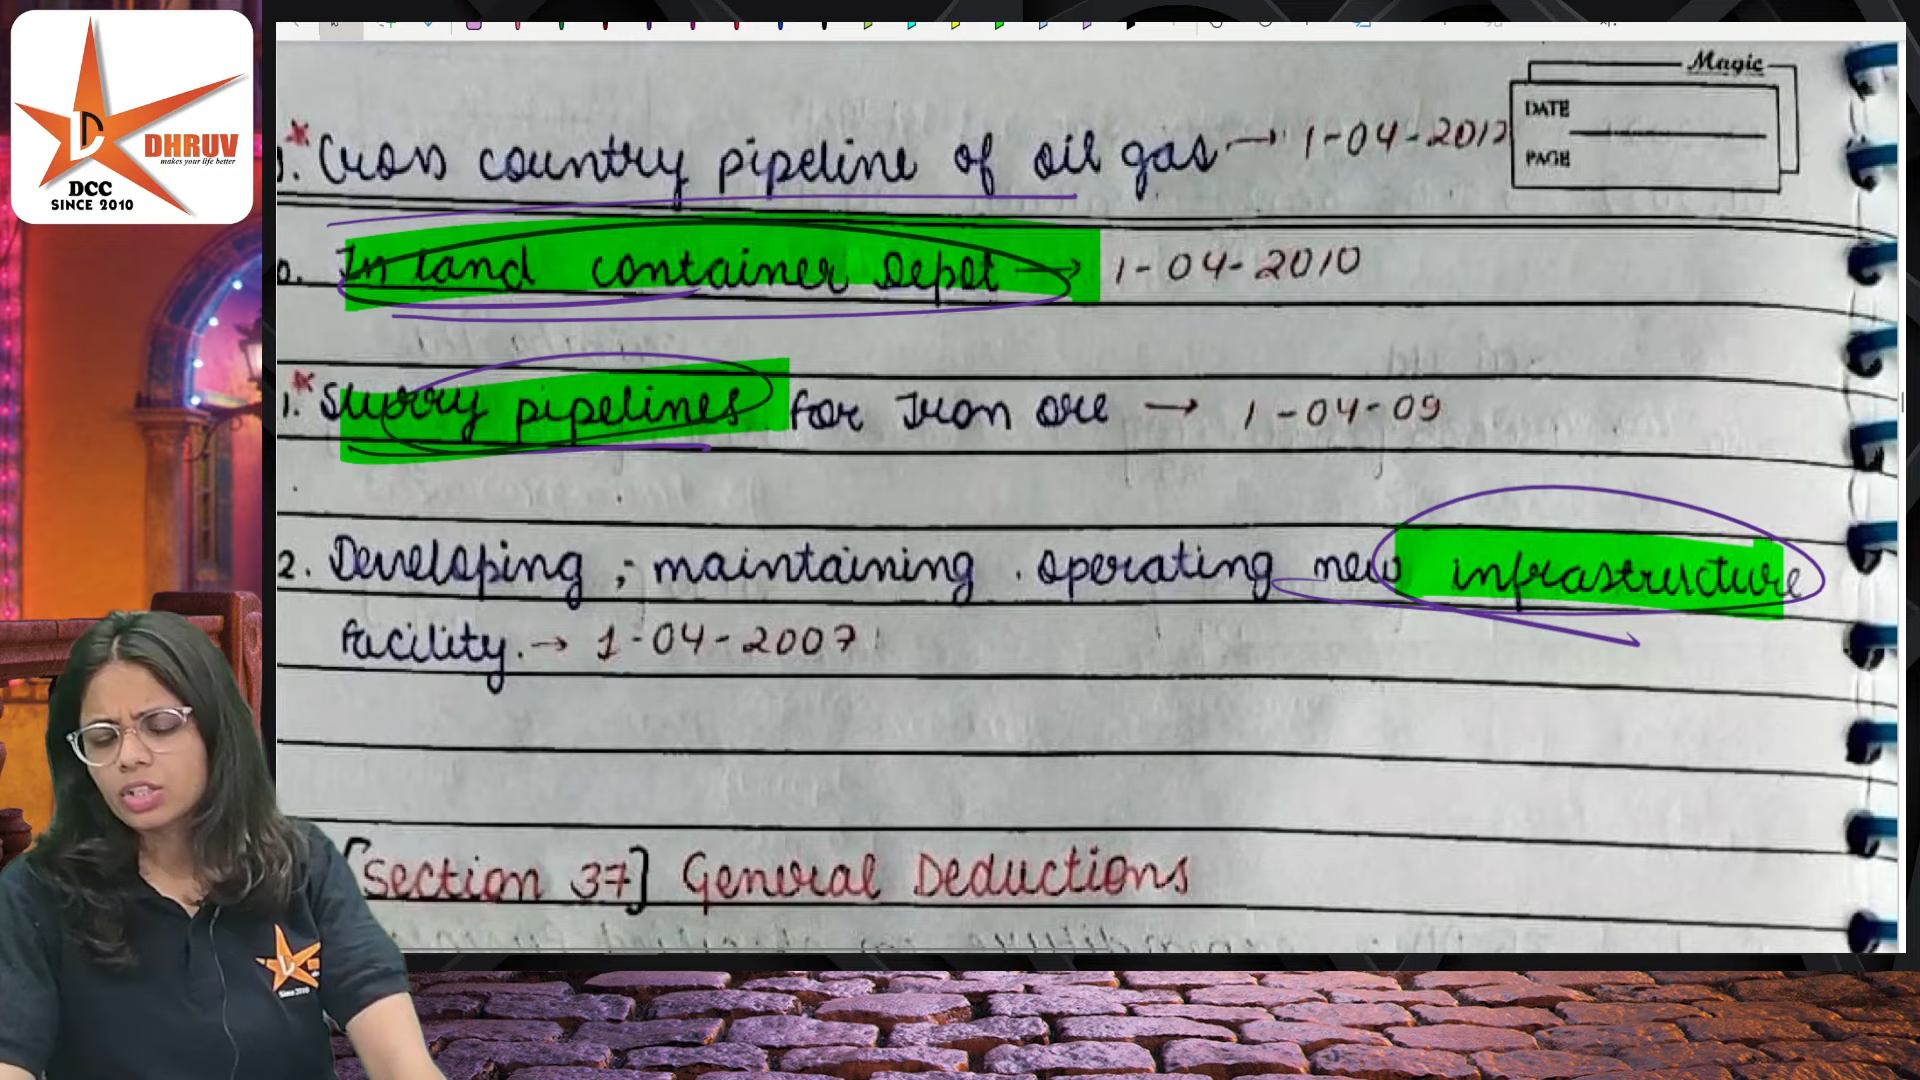 DHRUV
makes your life better
DCC
SINCE 2010
Magic
DATE
PAGE
Cross country pipeline of oil gas → 1-04-2012
In land container Depot → 1-04-2010
1. Slurry pipelines for Iron ore → 1-04-09
2. Developing, maintaining, operating new infrastructure
facility. → 1-04-2007
[Section 37] General Deductions
Since 2010